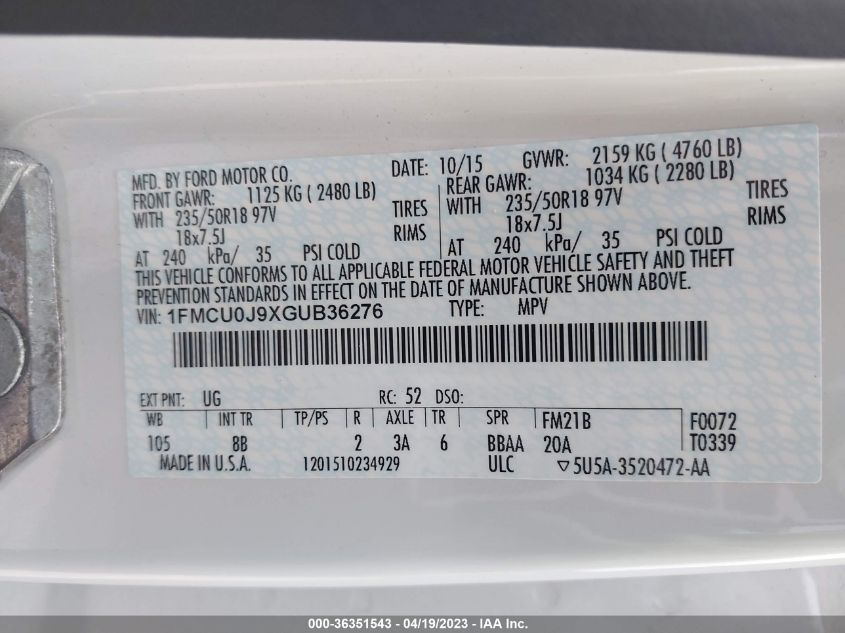 MFD. BY FORD MOTOR CO. DATE: 10/15 GVWR: 2159 KG ( 4760 LB)
FRONT GAWR: 1125 KG ( 2480 LB) REAR GAWR: 1034 KG ( 2280 LB)
WITH 235/50R18 97V TIRES WITH 235/50R18 97V TIRES
18x7.5J RIMS 18x7.5J RIMS
AT 240 kPa/ 35 PSI COLD AT 240 kPa/ 35 PSI COLD
THIS VEHICLE CONFORMS TO ALL APPLICABLE FEDERAL MOTOR VEHICLE SAFETY AND THEFT
PREVENTION STANDARDS IN EFFECT ON THE DATE OF MANUFACTURE SHOWN ABOVE.
VIN: 1FMCU0J9XGUB36276 TYPE: MPV
EXT PNT: UG RC: 52 DSO:
WB INT TR TP/PS R AXLE TR SPR FM21B F0072
105 8B 2 3A 6 BBAA 20A T0339
MADE IN U.S.A. 1201510234929 ULC ▽5U5A-3520472-AA
000-36351543 - 04/19/2023 - IAA Inc.